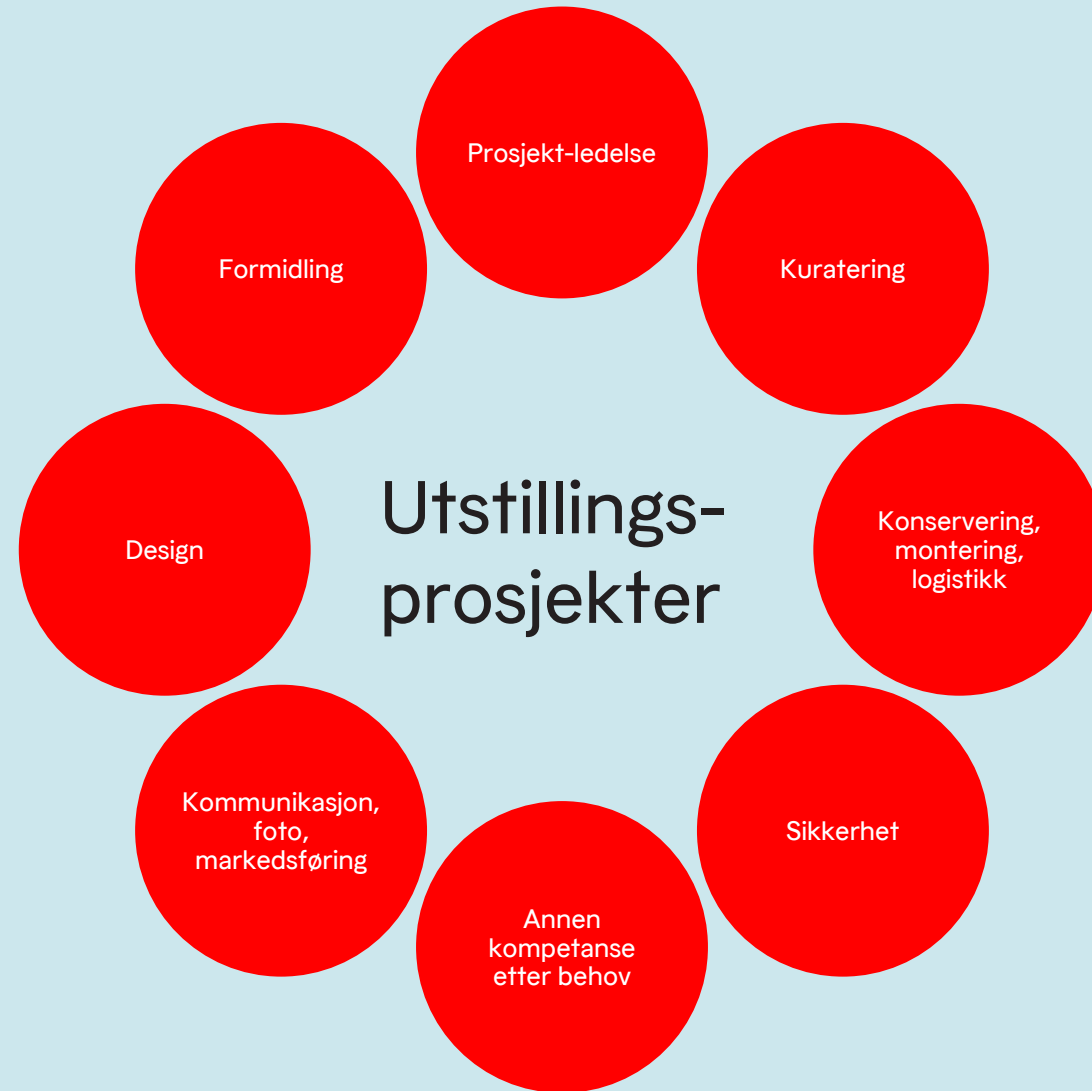 Prosjekt-ledelse
Formidling
Kuratering
Utstillings-
prosjekter
Design
Konservering,
montering,
logistikk
Kommunikasjon,
foto,
markedsføring
Sikkerhet
Annen
kompetanse
etter behov